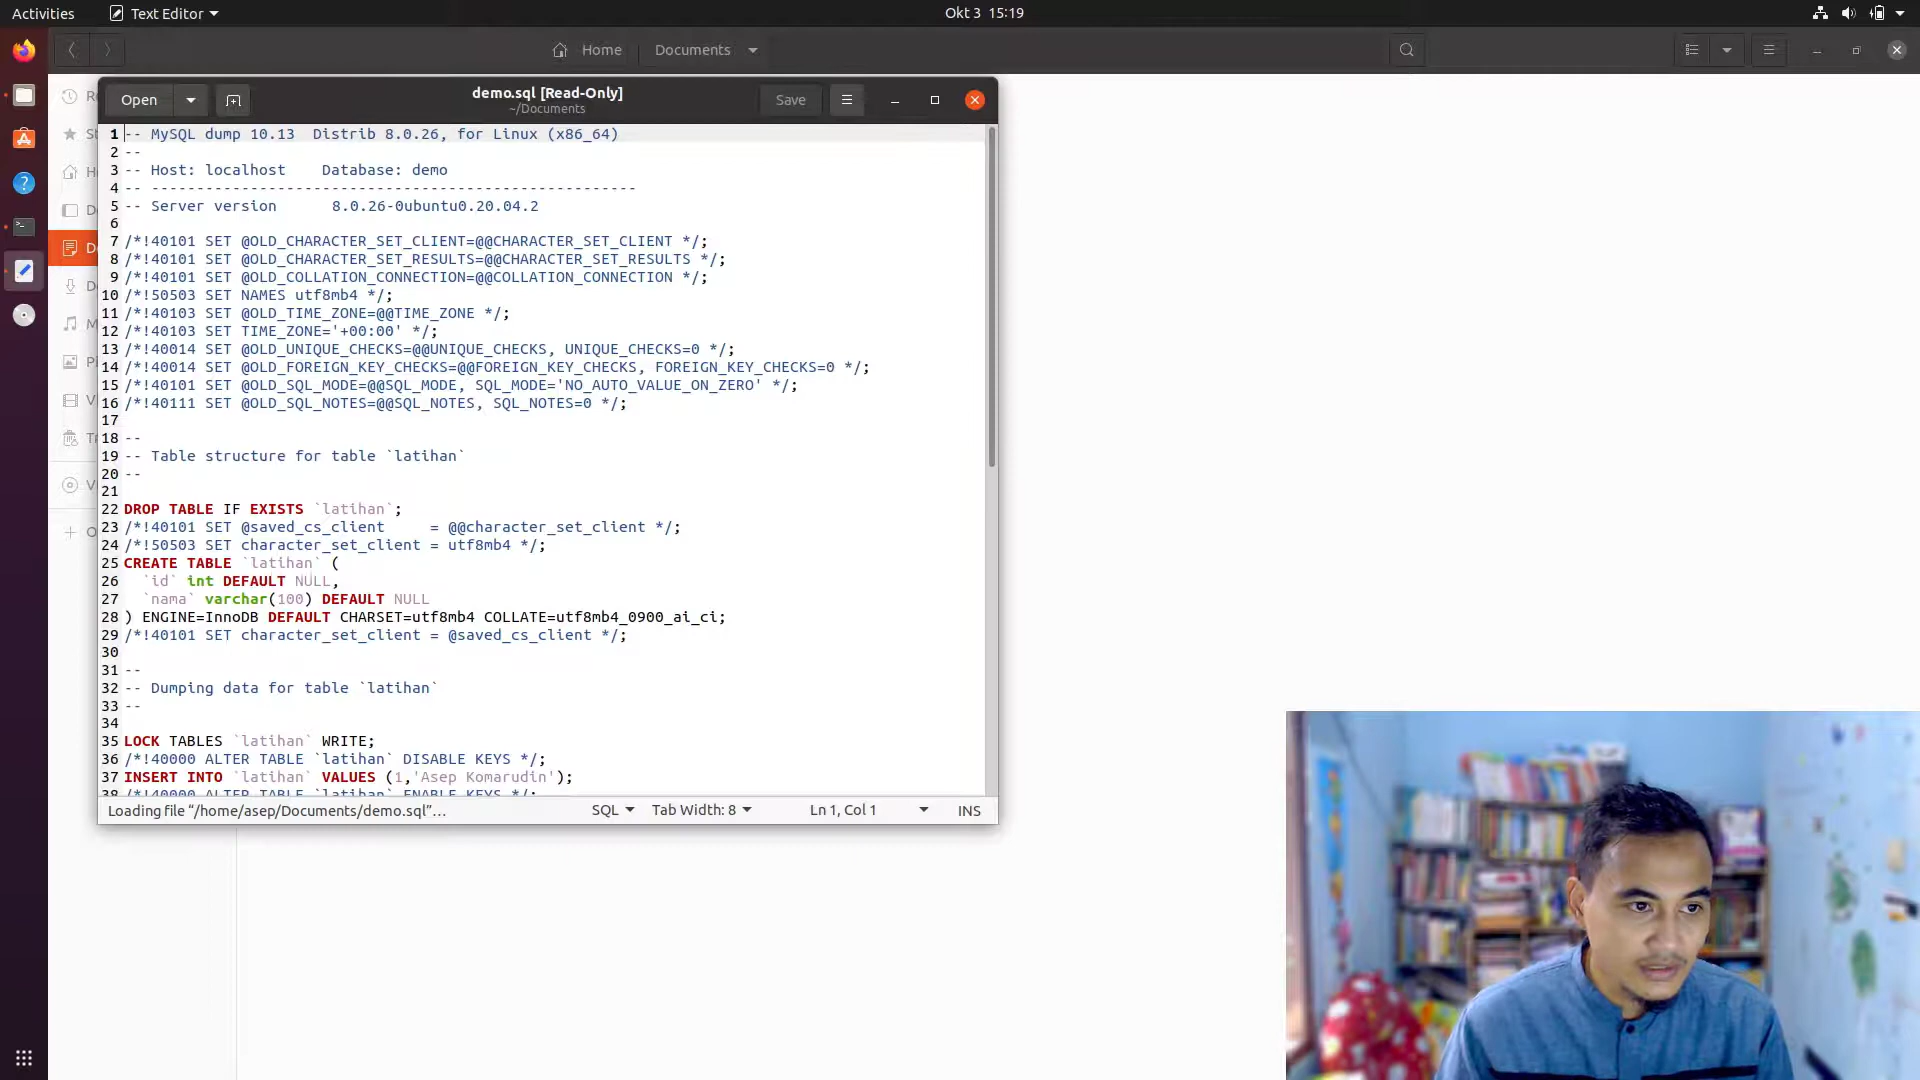 Activities
Text Editor
Okt 3 15:19
Home
Documents
Open
demo.sql [Read-Only]
~/Documents
Save
1 -- MySQL dump 10.13  Distrib 8.0.26, for Linux (x86_64)
2 --
3 -- Host: localhost    Database: demo
4 -- ------------------------------------------------------
5 -- Server version      8.0.26-0ubuntu0.20.04.2
6
7 /*!40101 SET @OLD_CHARACTER_SET_CLIENT=@@CHARACTER_SET_CLIENT */;
8 /*!40101 SET @OLD_CHARACTER_SET_RESULTS=@@CHARACTER_SET_RESULTS */;
9 /*!40101 SET @OLD_COLLATION_CONNECTION=@@COLLATION_CONNECTION */;
10 /*!50503 SET NAMES utf8mb4 */;
11 /*!40103 SET @OLD_TIME_ZONE=@@TIME_ZONE */;
12 /*!40103 SET TIME_ZONE='+00:00' */;
13 /*!40014 SET @OLD_UNIQUE_CHECKS=@@UNIQUE_CHECKS, UNIQUE_CHECKS=0 */;
14 /*!40014 SET @OLD_FOREIGN_KEY_CHECKS=@@FOREIGN_KEY_CHECKS, FOREIGN_KEY_CHECKS=0 */;
15 /*!40101 SET @OLD_SQL_MODE=@@SQL_MODE, SQL_MODE='NO_AUTO_VALUE_ON_ZERO' */;
16 /*!40111 SET @OLD_SQL_NOTES=@@SQL_NOTES, SQL_NOTES=0 */;
17
18 --
19 -- Table structure for table `latihan`
20 --
21
22 DROP TABLE IF EXISTS `latihan`;
23 /*!40101 SET @saved_cs_client     = @@character_set_client */;
24 /*!50503 SET character_set_client = utf8mb4 */;
25 CREATE TABLE `latihan` (
26   `id` int DEFAULT NULL,
27   `nama` varchar(100) DEFAULT NULL
28 ) ENGINE=InnoDB DEFAULT CHARSET=utf8mb4 COLLATE=utf8mb4_0900_ai_ci;
29 /*!40101 SET character_set_client = @saved_cs_client */;
30
31 --
32 -- Dumping data for table `latihan`
33 --
34
35 LOCK TABLES `latihan` WRITE;
36 /*!40000 ALTER TABLE `latihan` DISABLE KEYS */;
37 INSERT INTO `latihan` VALUES (1,'Asep Komarudin');
38 /*!40000 ALTER TABLE `latihan` ENABLE KEYS */;
Loading file “/home/asep/Documents/demo.sql”…
SQL
Tab Width: 8
Ln 1, Col 1
INS